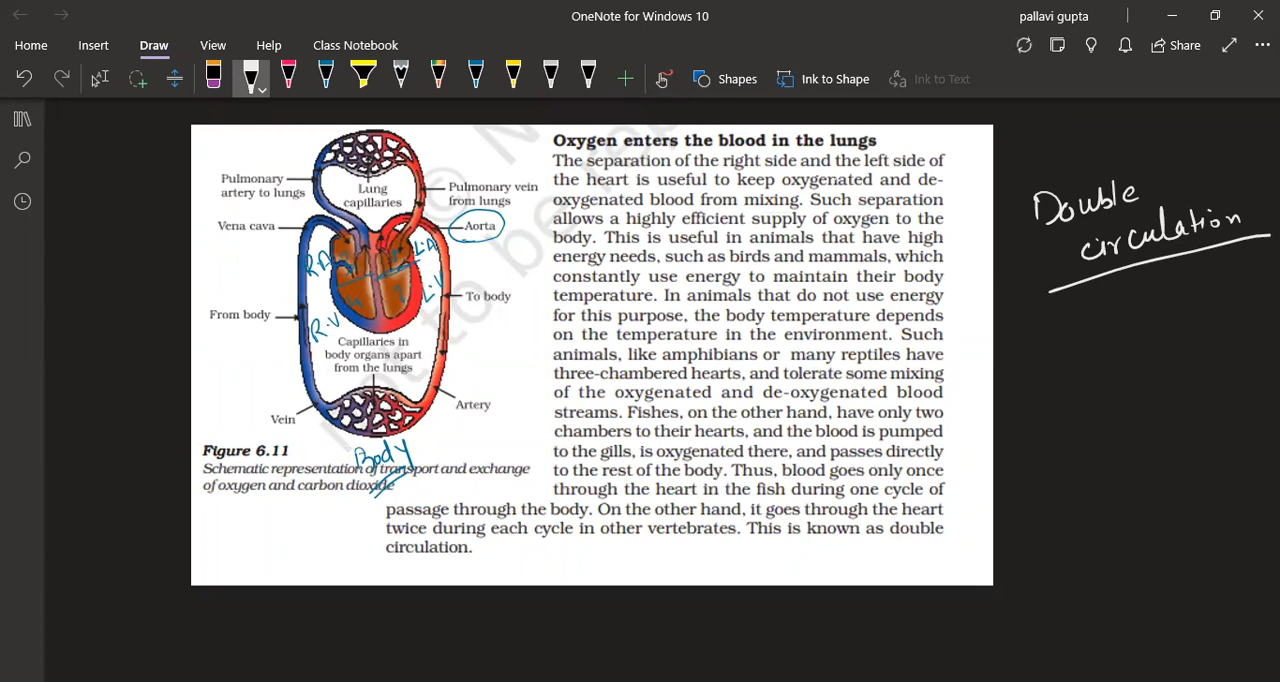 OneNote for Windows 10
pallavi gupta
Home Insert Draw View Help Class Notebook
Share
Shapes Ink to Shape Ink to Text
Pulmonary
artery to lungs
Lung
capillaries
Pulmonary vein
from lungs
Vena cava
Aorta
R.A L.A
To body
L.V
From body
R.V
Capillaries in
body organs apart
from the lungs
Artery
Vein
Body
Figure 6.11
Schematic representation of transport and exchange
of oxygen and carbon dioxide
Oxygen enters the blood in the lungs
The separation of the right side and the left side of
the heart is useful to keep oxygenated and de-
oxygenated blood from mixing. Such separation
allows a highly efficient supply of oxygen to the
body. This is useful in animals that have high
energy needs, such as birds and mammals, which
constantly use energy to maintain their body
temperature. In animals that do not use energy
for this purpose, the body temperature depends
on the temperature in the environment. Such
animals, like amphibians or many reptiles have
three-chambered hearts, and tolerate some mixing
of the oxygenated and de-oxygenated blood
streams. Fishes, on the other hand, have only two
chambers to their hearts, and the blood is pumped
to the gills, is oxygenated there, and passes directly
to the rest of the body. Thus, blood goes only once
through the heart in the fish during one cycle of
passage through the body. On the other hand, it goes through the heart
twice during each cycle in other vertebrates. This is known as double
circulation.
Double
circulation